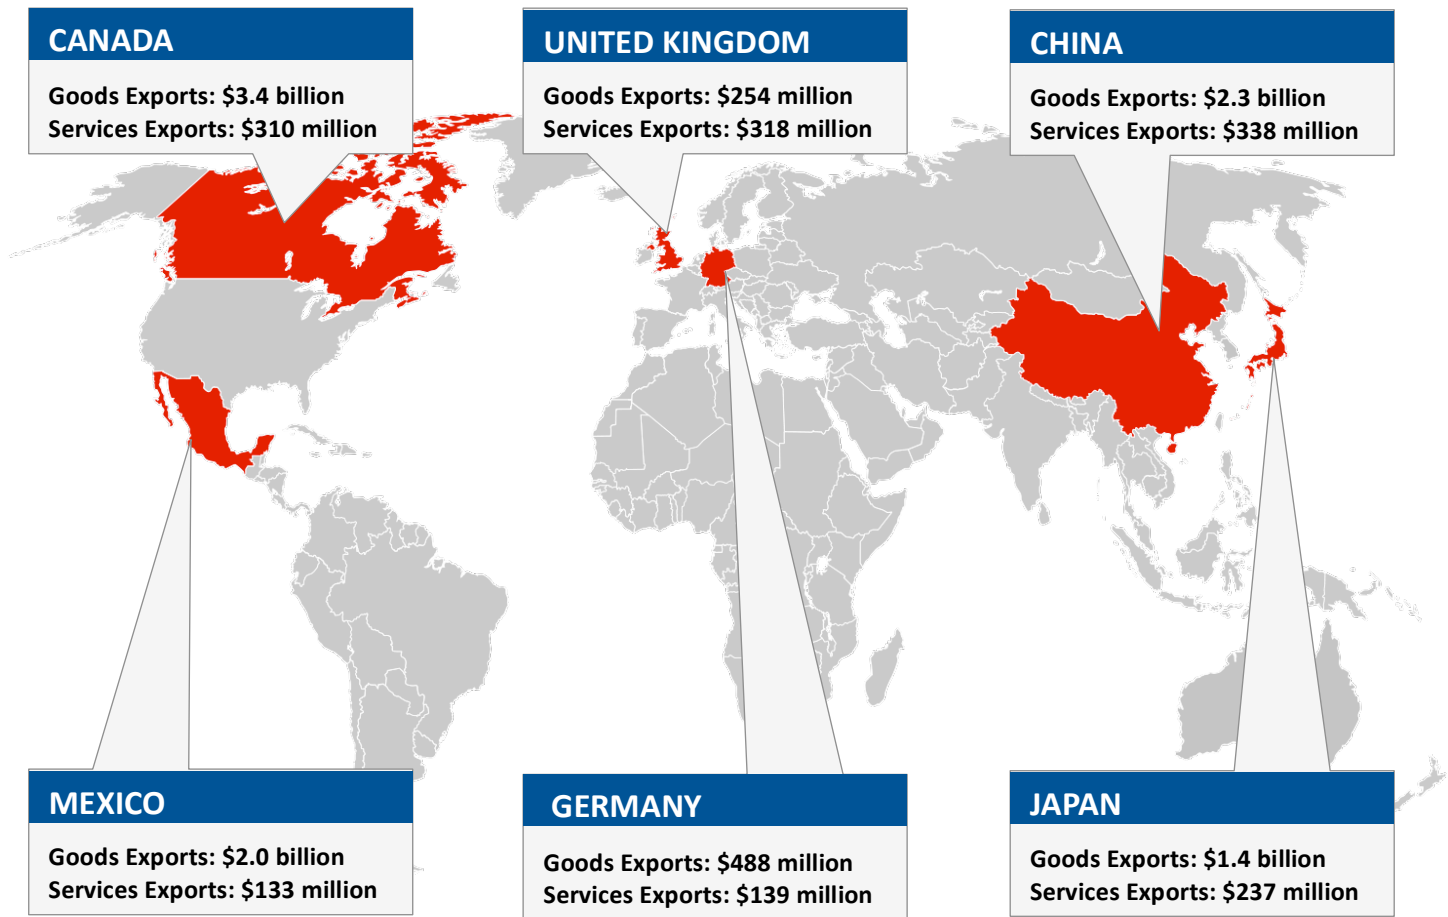 CANADA
Goods Exports: $3.4 billion
Services Exports: $310 million
UNITED KINGDOM
Goods Exports: $254 million
Services Exports: $318 million
CHINA
Goods Exports: $2.3 billion
Services Exports: $338 million
MEXICO
Goods Exports: $2.0 billion
Services Exports: $133 million
GERMANY
Goods Exports: $488 million
Services Exports: $139 million
JAPAN
Goods Exports: $1.4 billion
Services Exports: $237 million